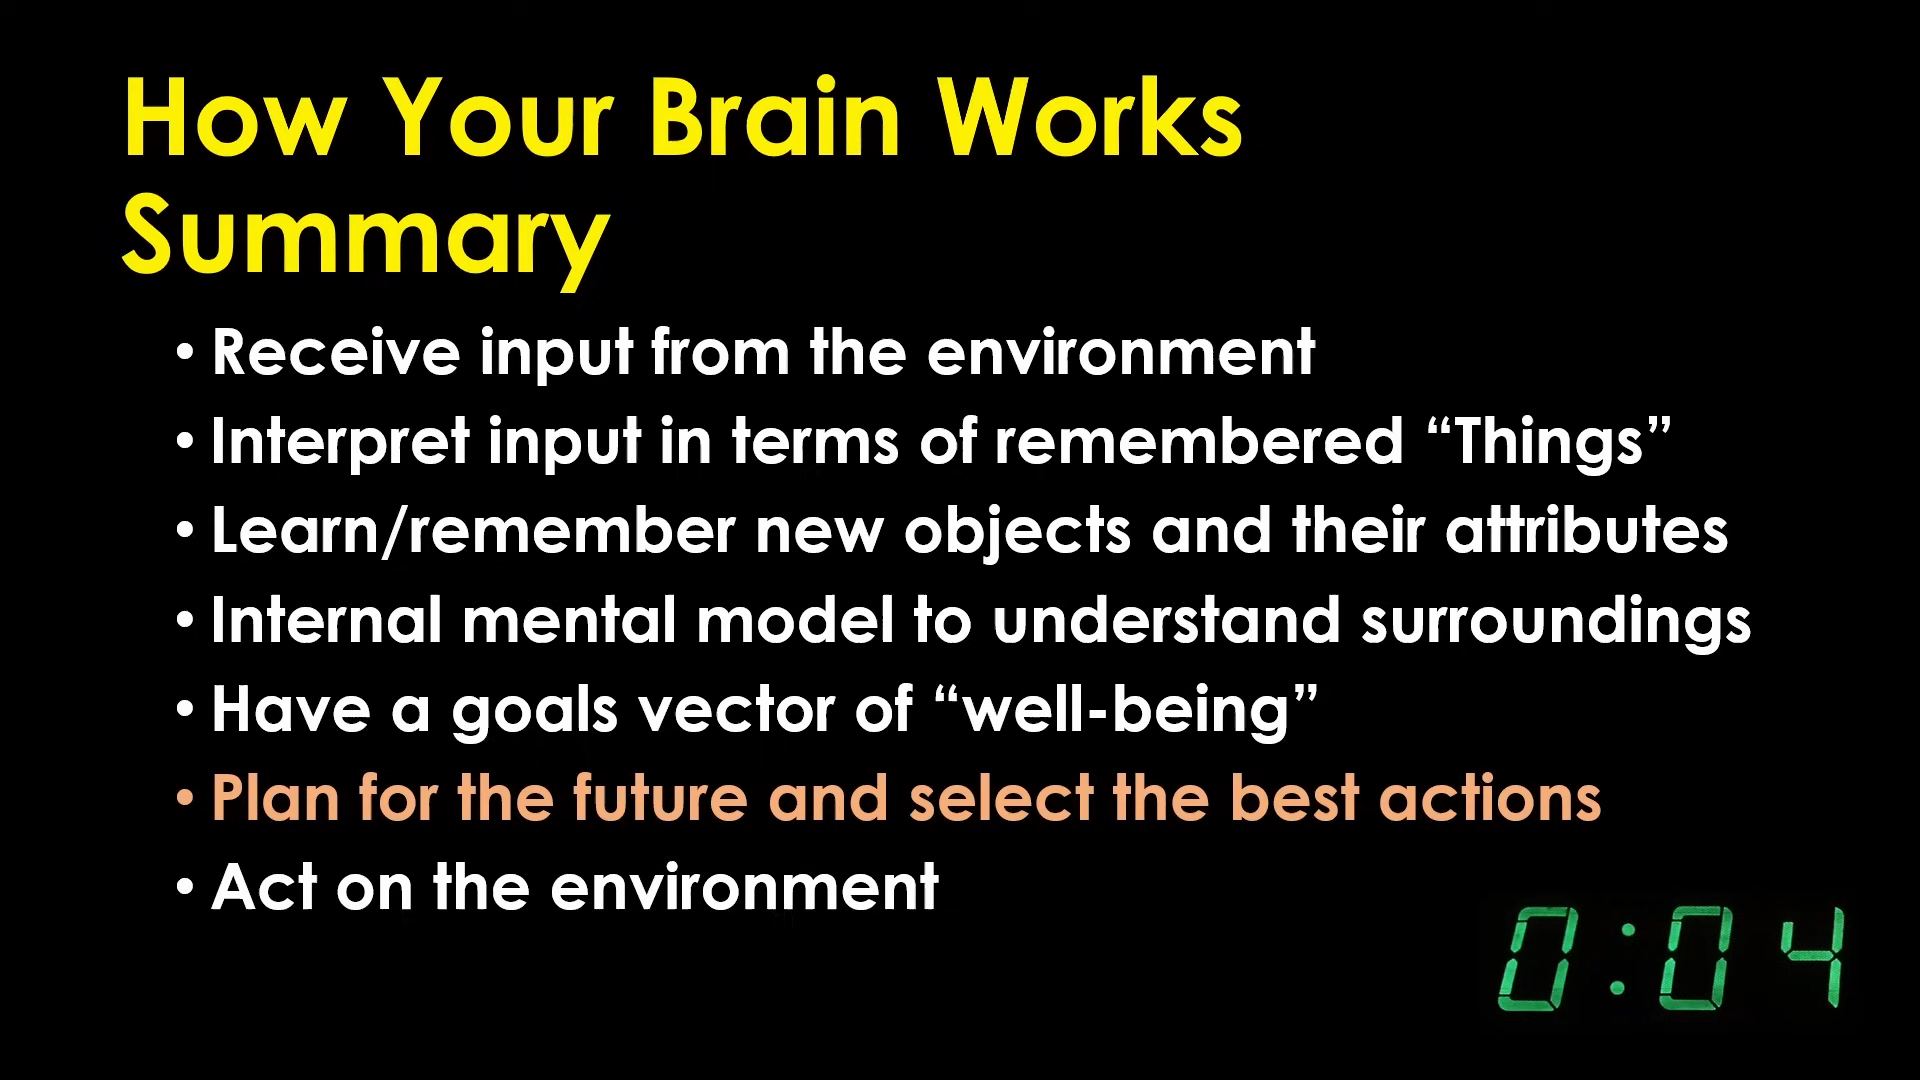 How Your Brain Works
Summary
• Receive input from the environment
• Interpret input in terms of remembered “Things”
• Learn/remember new objects and their attributes
• Internal mental model to understand surroundings
• Have a goals vector of “well-being”
• Plan for the future and select the best actions
• Act on the environment
0:04